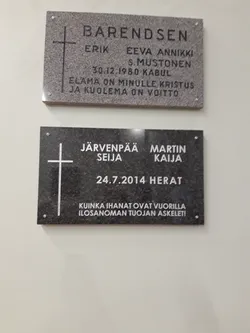 BARENDSEN
ERIK EEVA ANNIKKI
S. MUSTONEN
30.12.1980 KABUL
ELÄMÄ ON MINULLE KRISTUS
JA KUOLEMA ON VOITTO
JÄRVENPÄÄ MARTIN
SEIJA KAIJA
24.7.2014 HERAT
KUINKA IHANAT OVAT VUORILLA
ILOSANOMAN TUOJAN ASKELET!